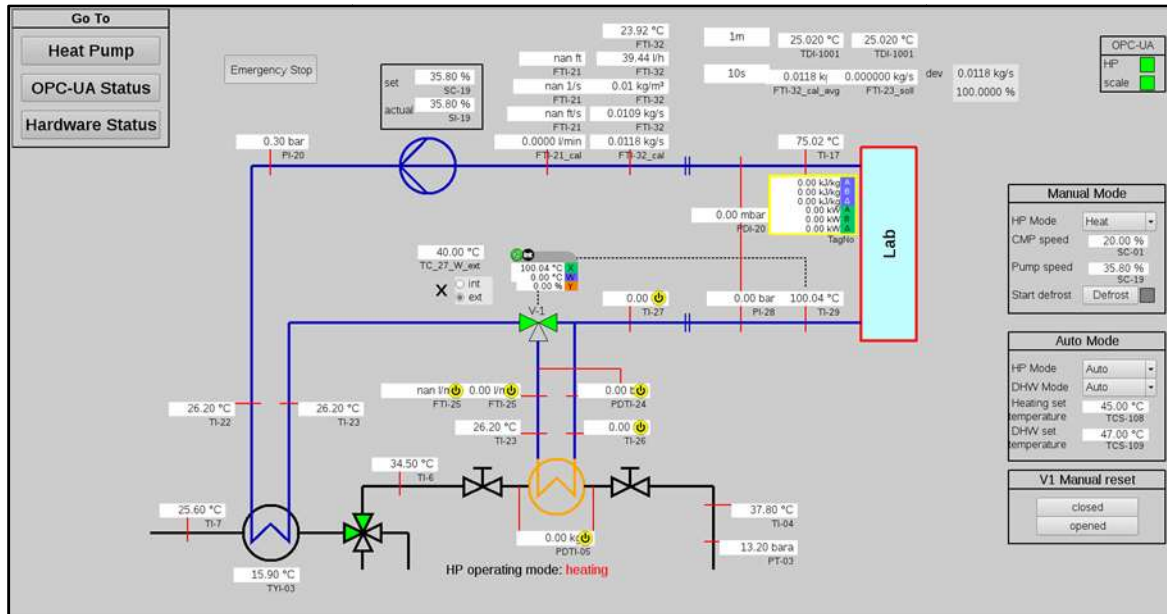 Go To
Heat Pump
OPC-UA Status
Hardware Status
Emergency Stop
set
35.80 %
SC-19
actual
35.80 %
SI-19
23.92 °C
FTI-32
nan ft
FTI-21
39.44 l/h
FTI-32
nan 1/s
FTI-21
0.01 kg/m³
FTI-32
nan ft/s
FTI-21
0.0109 kg/s
FTI-32
0.0000 l/min
FTI-21_cal
0.0118 kg/s
FTI-32_cal
1m
25.020 °C
TDI-1001
25.020 °C
TDI-1001
10s
0.0118
FTI-32_cal_avg
0.000000 kg/s
FTI-23_soll
dev
0.0118 kg/s
100.0000 %
OPC-UA
HP
scale
0.30 bar
PI-20
75.02 °C
TI-17
0.00 kJ/kg A
0.00 kJ/kg B
0.00 kJ/kg Δ
0.00 kW A
0.00 kW B
0.00 kW Δ
TagNo
0.00 mbar
PDI-20
Lab
40.00 °C
TC_27_W_ext
X
int
ext
100.04 °C X
0.00 °C W
0.00 % Y
V-1
0.00
TI-27
0.00 bar
PI-28
100.04 °C
TI-29
26.20 °C
TI-22
26.20 °C
TI-23
nan
FTI-25
0.00
FTI-25
0.00
PDTI-24
26.20 °C
TI-23
0.00
TI-26
34.50 °C
TI-6
25.60 °C
TI-7
15.90 °C
TYI-03
0.00
PDTI-05
37.80 °C
TI-04
13.20 bara
PT-03
HP operating mode: heating
Manual Mode
HP Mode Heat
CMP speed 20.00 %
SC-01
Pump speed 35.80 %
SC-19
Start defrost Defrost
Auto Mode
HP Mode Auto
DHW Mode Auto
Heating set temperature 45.00 °C
TCS-108
DHW set temperature 47.00 °C
TCS-109
V1 Manual reset
closed
opened